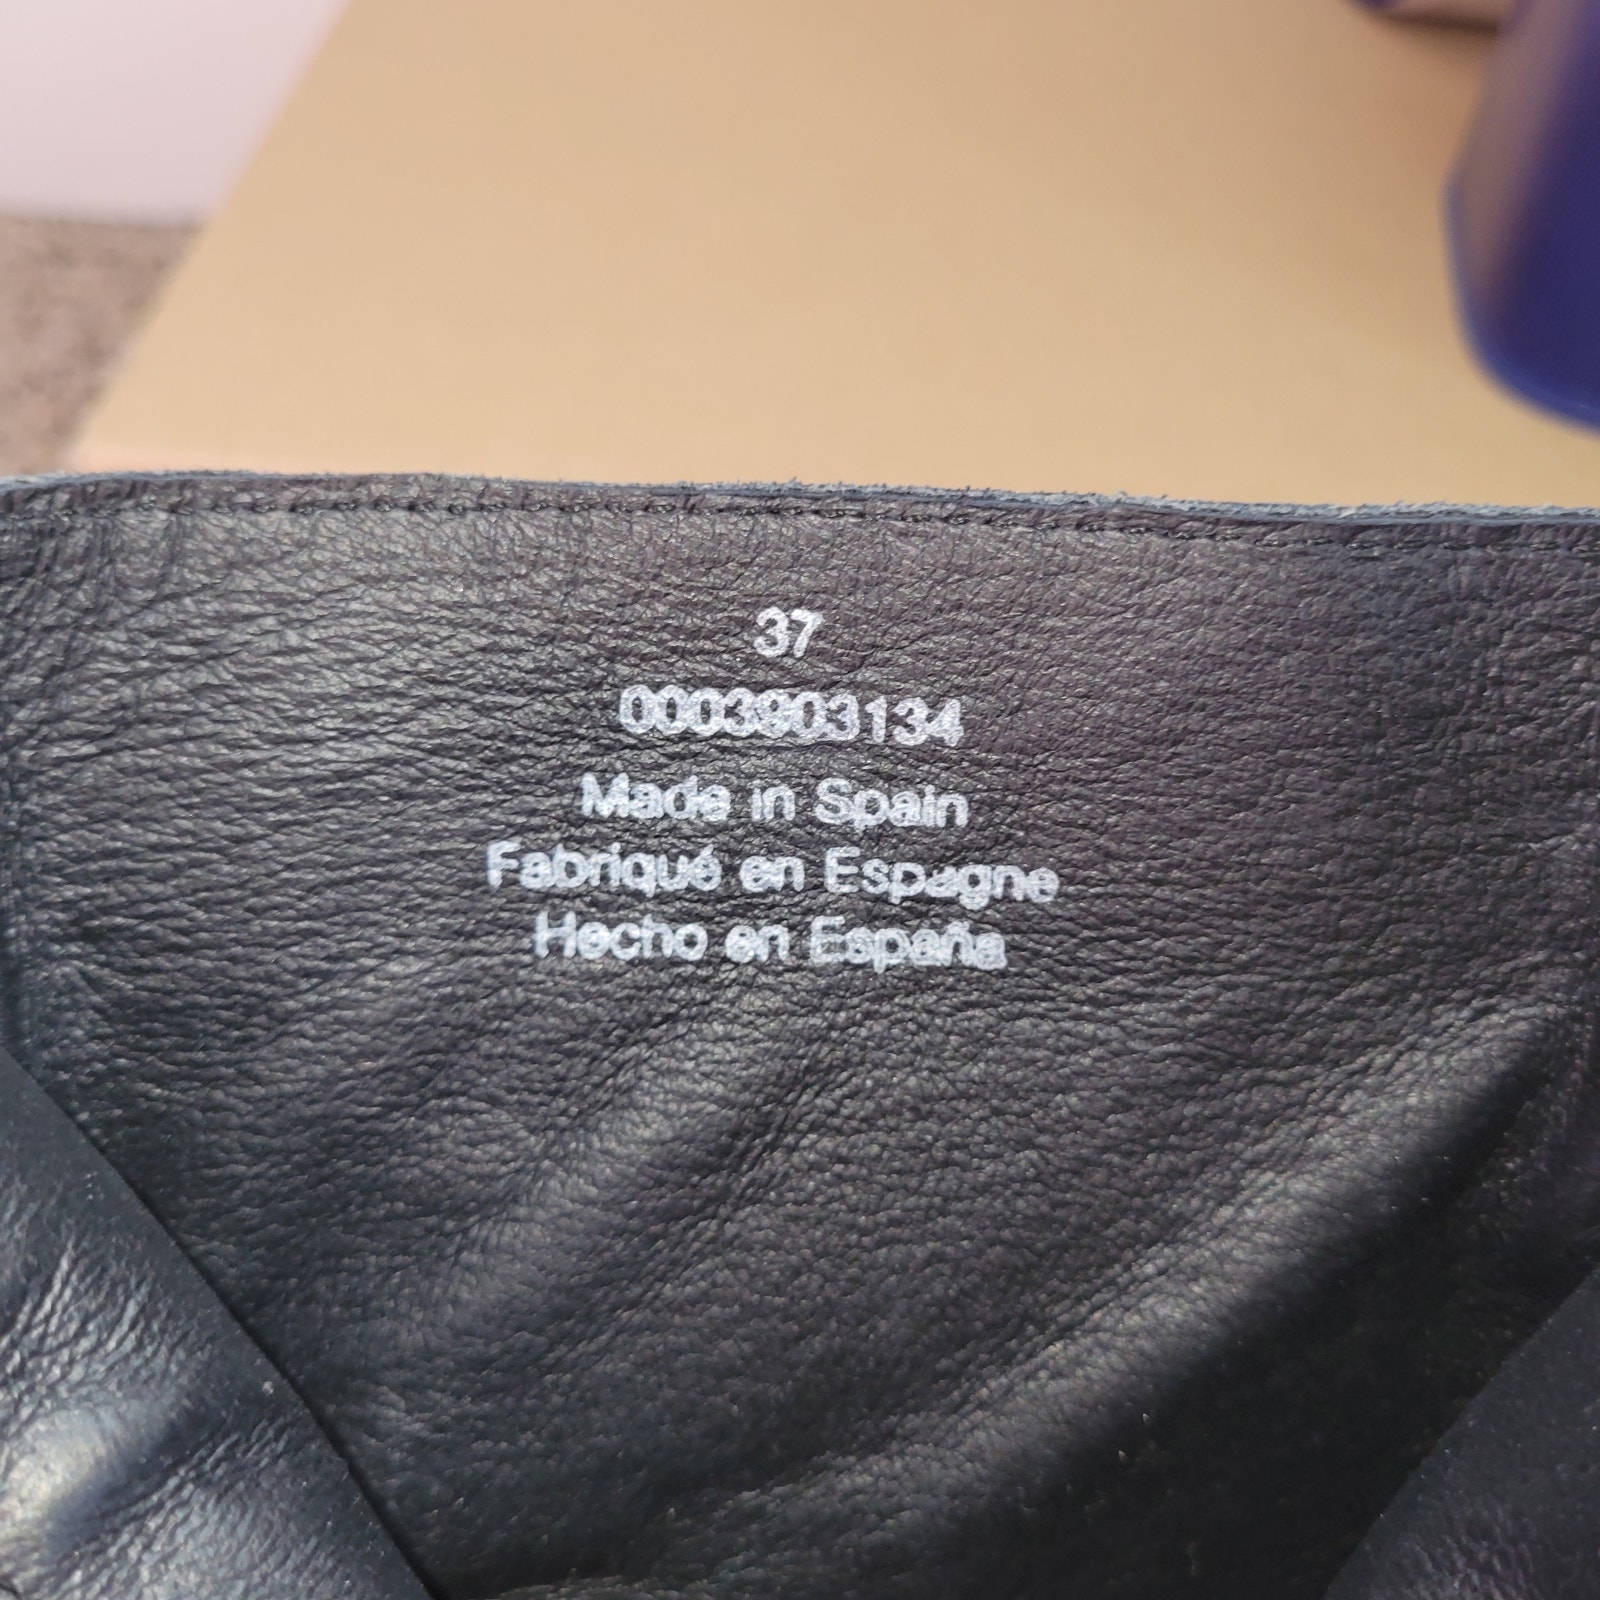 37
0003903134
Made in Spain
Fabriqué en Espagne
Hecho en España